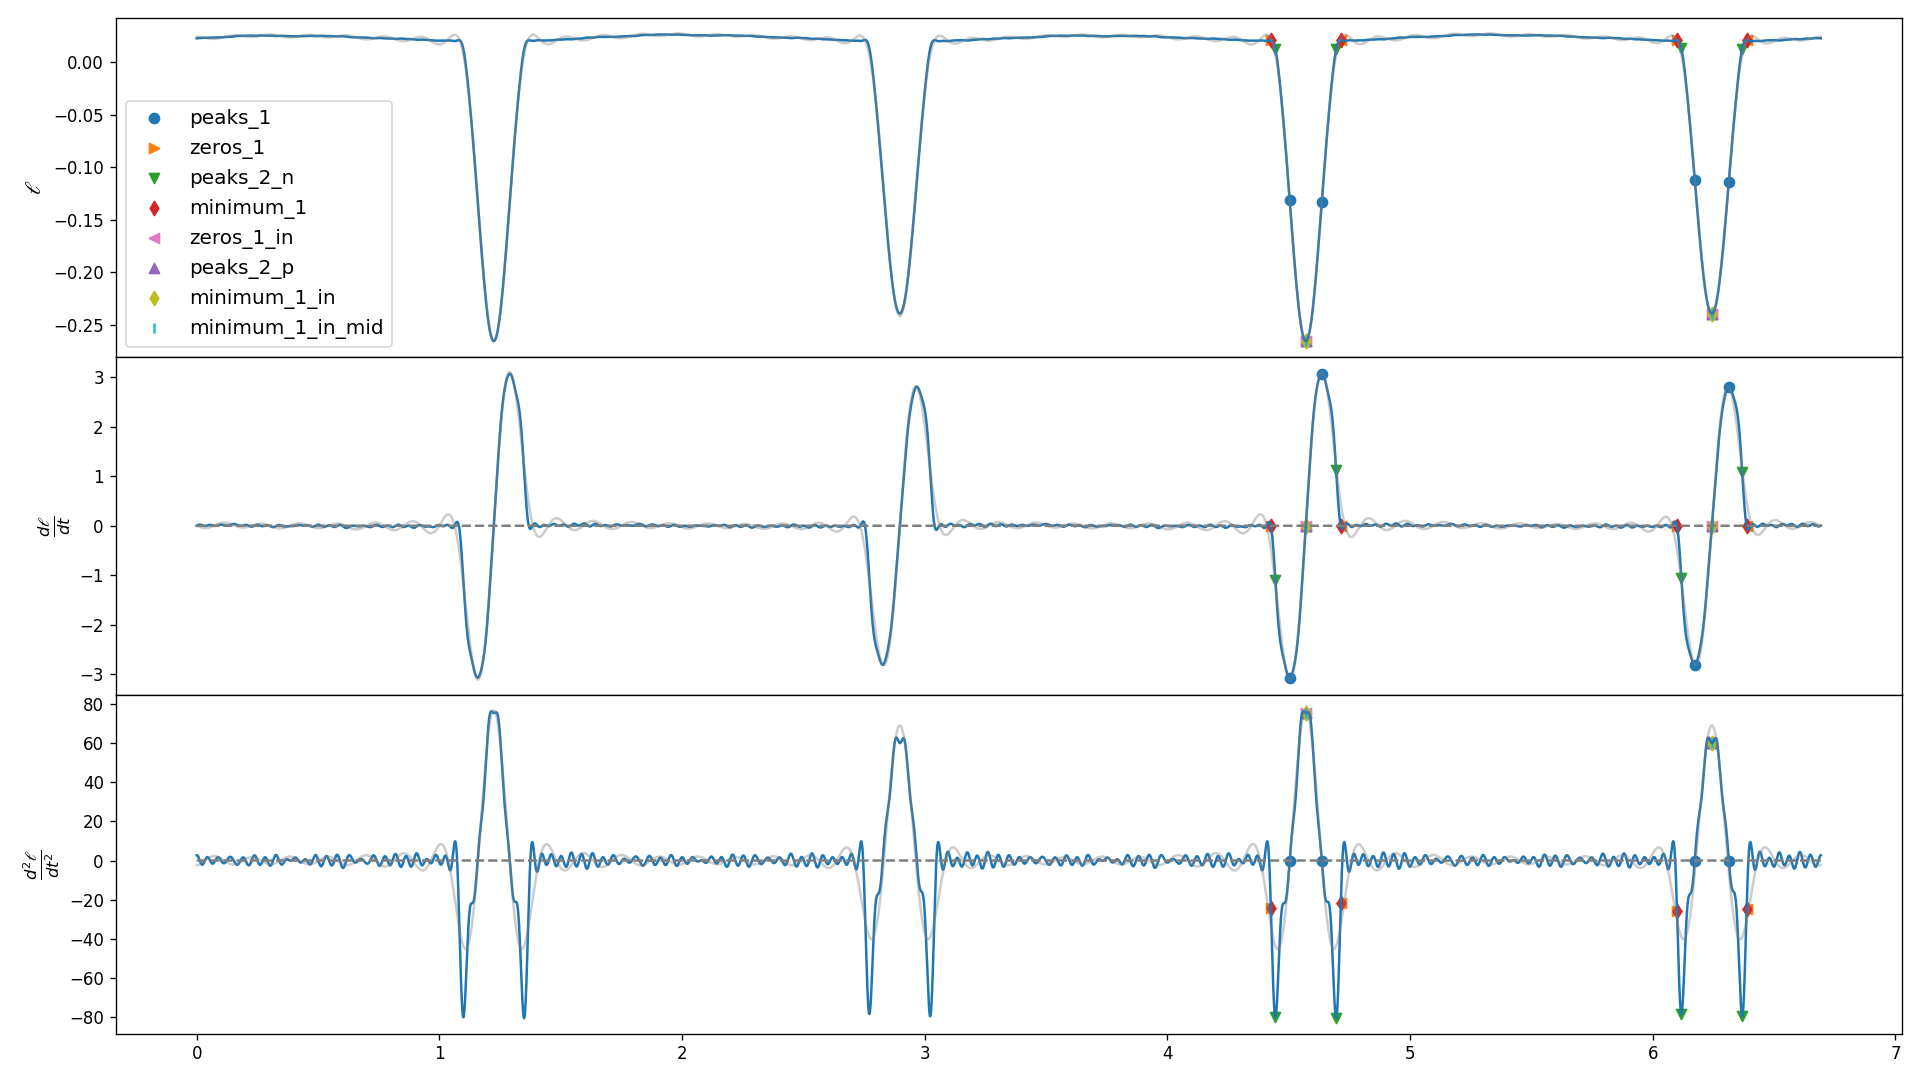 0.00
−0.05
−0.10
−0.15
−0.20
−0.25
ℓ
peaks_1
zeros_1
peaks_2_n
minimum_1
zeros_1_in
peaks_2_p
minimum_1_in
minimum_1_in_mid
3
2
1
0
−1
−2
−3
dℓ
dt
80
60
40
20
0
−20
−40
−60
−80
d²ℓ
dt²
0 1 2 3 4 5 6 7